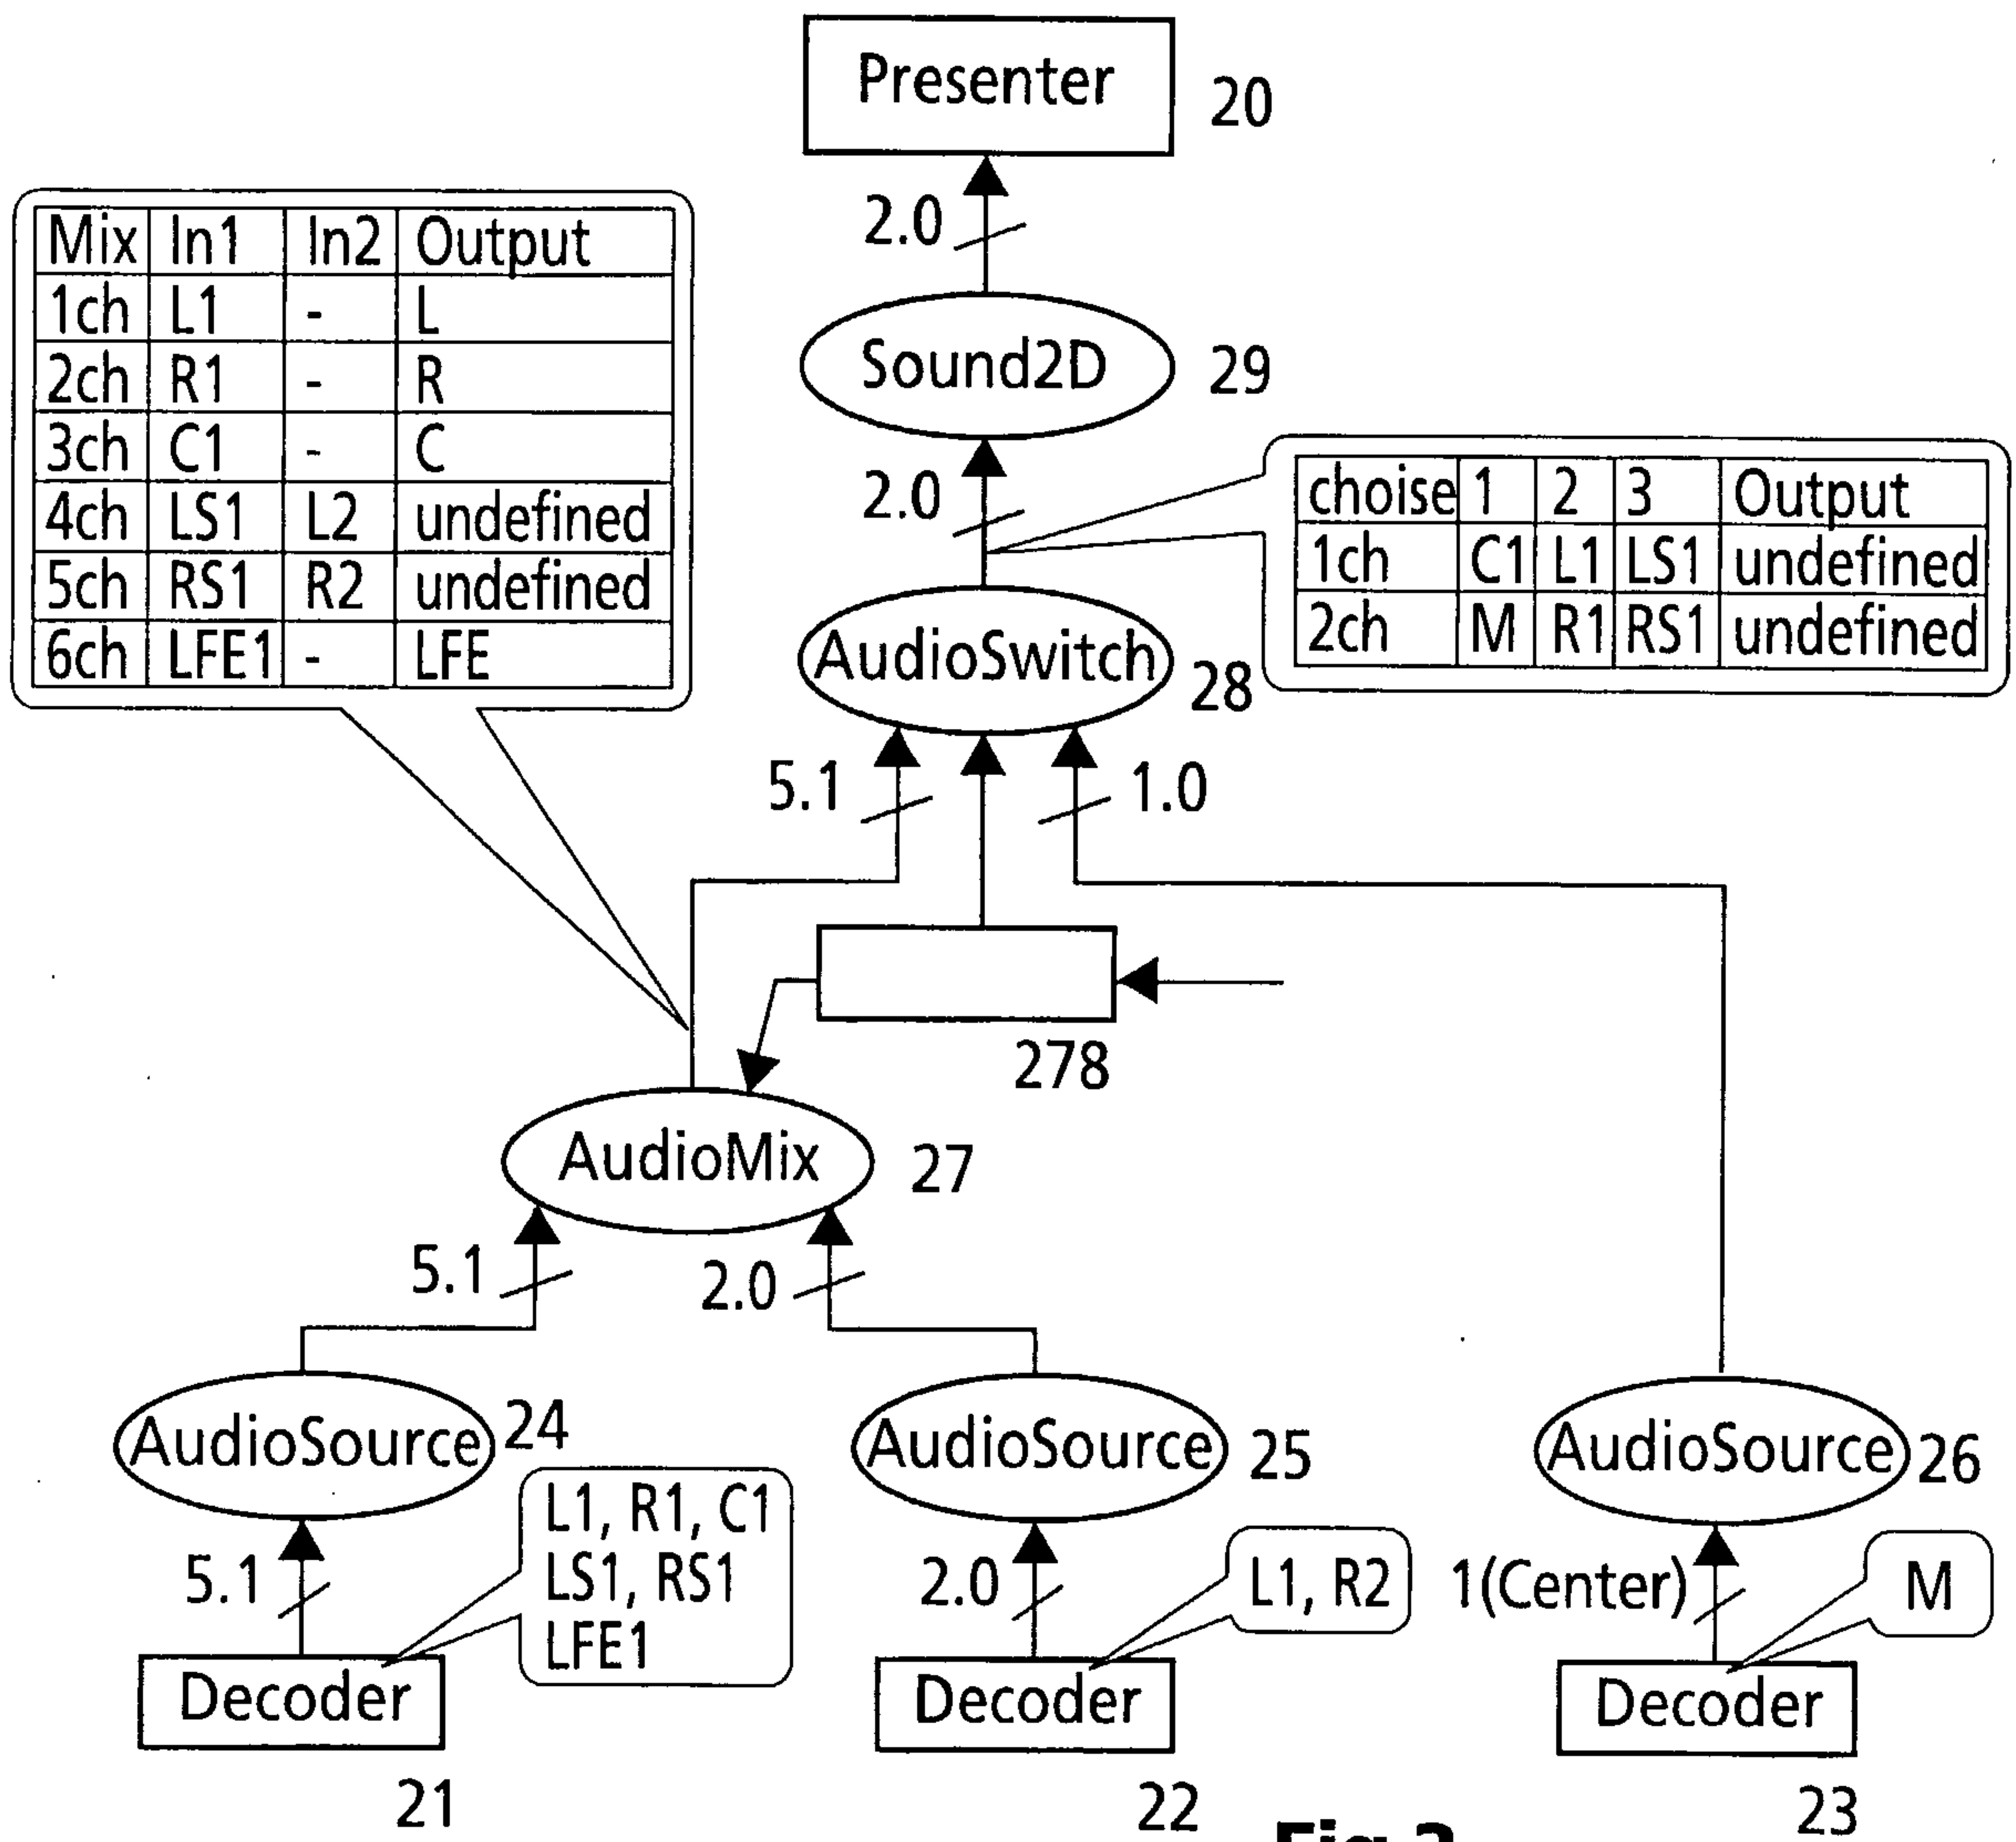 Presenter
20
2.0
Mix In1 In2 Output
1ch L1 - L
2ch R1 - R
3ch C1 - C
4ch LS1 L2 undefined
5ch RS1 R2 undefined
6ch LFE1 - LFE
Sound2D
29
2.0
choise 1 2 3 Output
1ch C1 L1 LS1 undefined
2ch M R1 RS1 undefined
AudioSwitch
28
5.1
1.0
278
AudioMix
27
5.1
2.0
AudioSource
24
AudioSource
25
AudioSource
26
L1, R1, C1
LS1, RS1
LFE1
5.1
2.0
L1, R2
1(Center)
M
Decoder
Decoder
Decoder
21
22
23